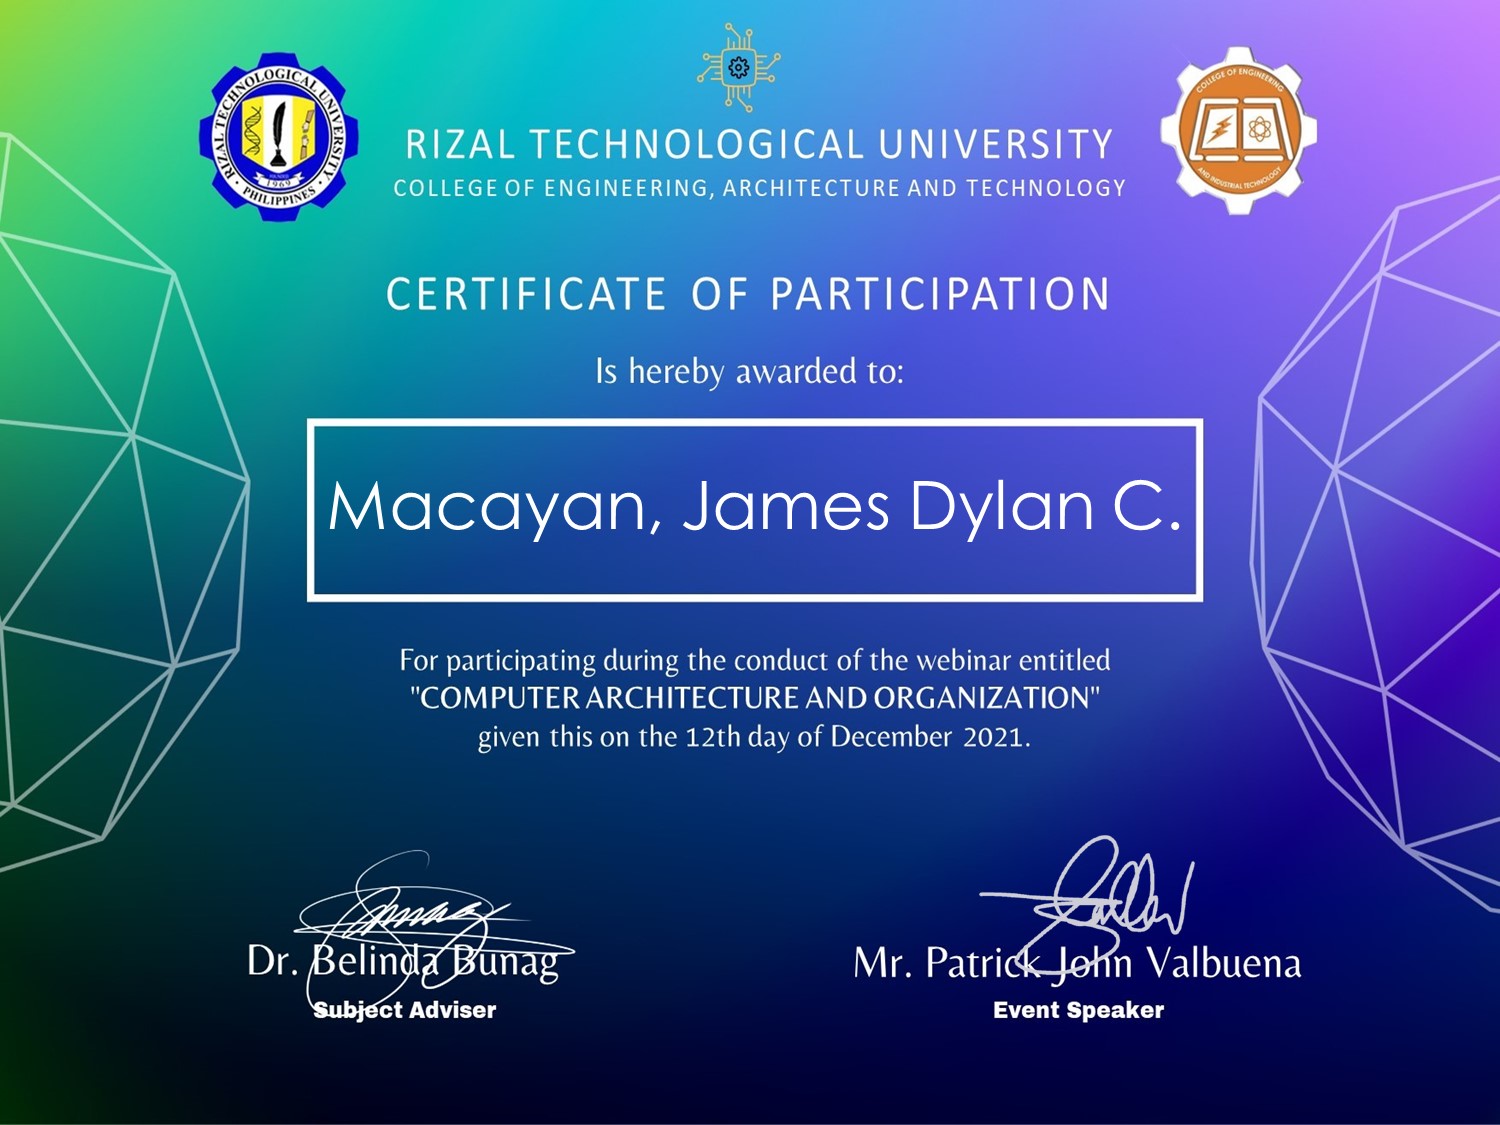 RIZAL TECHNOLOGICAL UNIVERSITY
PHILIPPINES
FOUNDED
1969
COLLEGE OF ENGINEERING
AND INDUSTRIAL TECHNOLOGY
RIZAL TECHNOLOGICAL UNIVERSITY
COLLEGE OF ENGINEERING, ARCHITECTURE AND TECHNOLOGY
CERTIFICATE OF PARTICIPATION
Is hereby awarded to:
Macayan, James Dylan C.
For participating during the conduct of the webinar entitled
"COMPUTER ARCHITECTURE AND ORGANIZATION"
given this on the 12th day of December 2021.
Dr. Belinda Bunag
Subject Adviser
Mr. Patrick John Valbuena
Event Speaker